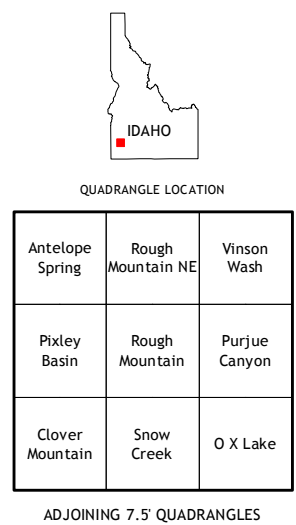 IDAHO
QUADRANGLE LOCATION
Antelope
Spring
Rough
Mountain NE
Vinson
Wash
Pixley
Basin
Rough
Mountain
Purjue
Canyon
Clover
Mountain
Snow
Creek
O X Lake
ADJOINING 7.5' QUADRANGLES